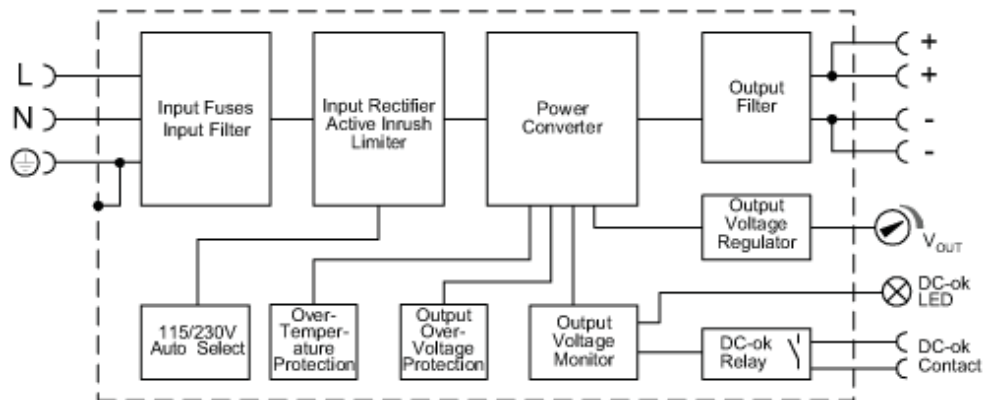 L
N
+
+
-
-
Input Fuses
Input Filter
Input Rectifier
Active Inrush
Limiter
Power
Converter
Output
Filter
Output
Voltage
Regulator
VOUT
DC-ok
LED
115/230V
Auto Select
Over-
Temper-
ature
Protection
Output
Over-
Voltage
Protection
Output
Voltage
Monitor
DC-ok
Relay
DC-ok
Contact